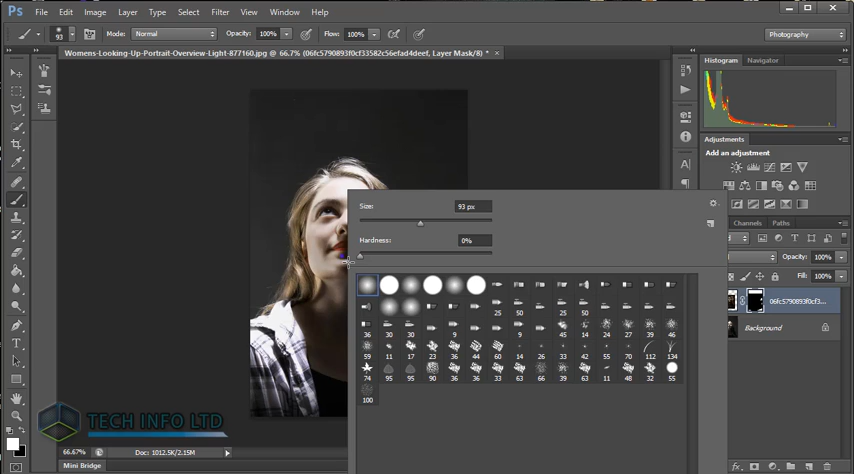 Ps File Edit Image Layer Type Select Filter 3D View Window Help
93 Mode: Normal Opacity: 100% Flow: 100% Photography
Womens-Looking-Up-Portrait-Overview-Light-877160.jpg @ 66.7% (06fc5790893f0cf33582c56efad4deef, Layer Mask/8) * ×
Histogram Navigator
Adjustments
Add an adjustment
Size: 93 px
Hardness: 0%
Channels Paths
Opacity: 100%
Fill: 100%
06fc5790893f0cf3...
Background
25 50 25 50
36 30 30 9 9 45 14 24 27 39 46
59 11 17 23 36 44 60 14 26 33 42 55 70 112 134
74 95 95 90 36 36 33 63 66 39 63 11 48 32 55
100
TECH INFO LTD
66.67% Doc: 1012.5K/2.15M
Mini Bridge
fx